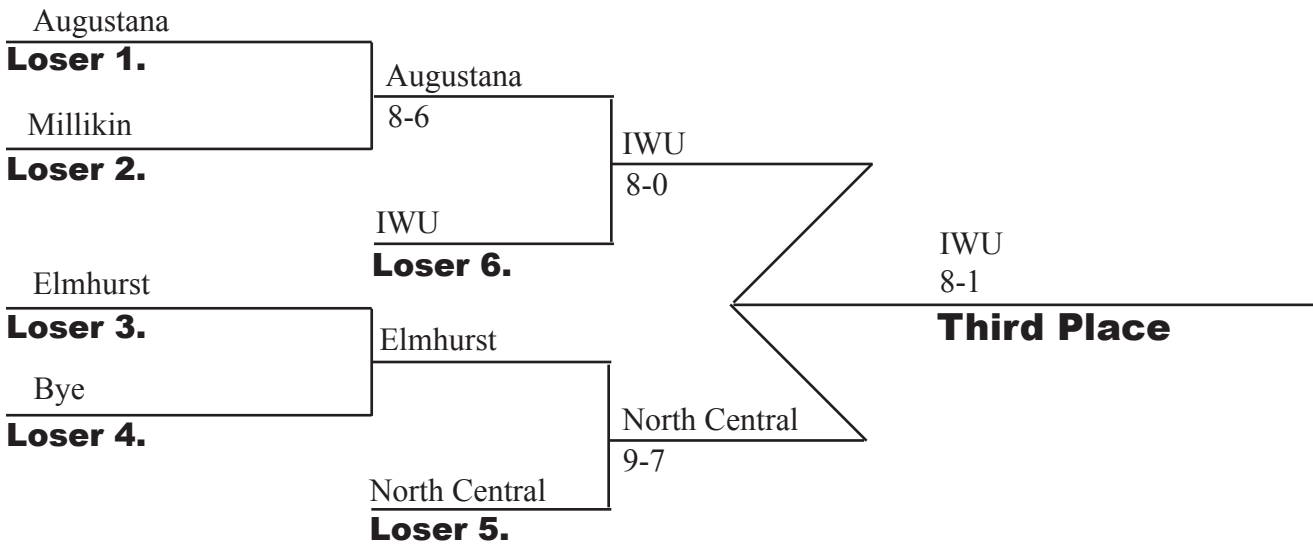 Augustana
Loser 1.
Augustana
8-6
Millikin
Loser 2.
IWU
8-0
IWU
Loser 6.
IWU
8-1
Third Place
Elmhurst
Loser 3.
Elmhurst
Bye
Loser 4.
North Central
9-7
North Central
Loser 5.